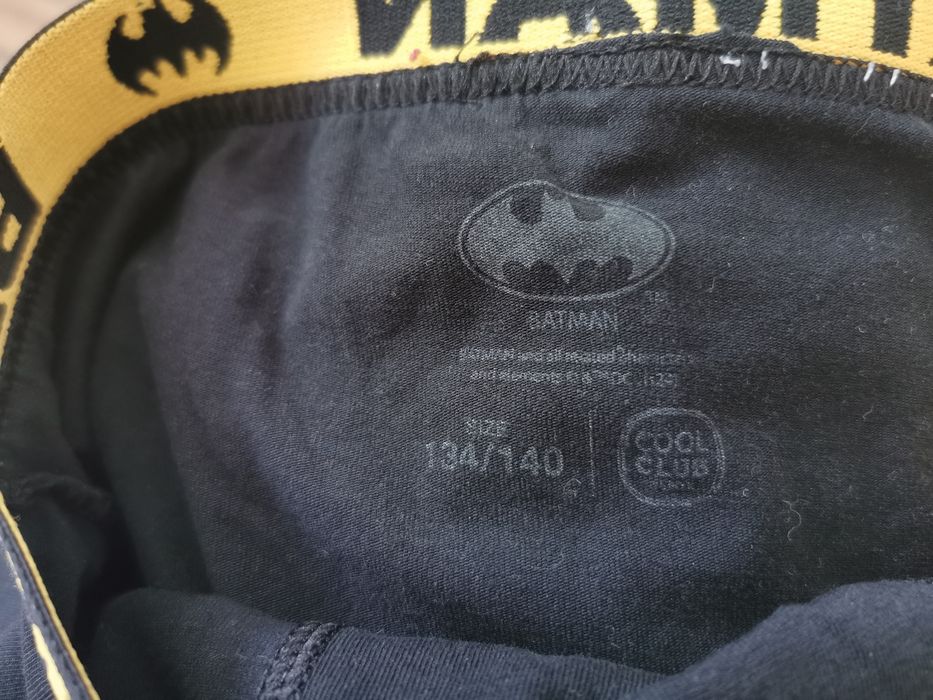 BATMAN
BATMAN and all related characters
and elements © & ™ DC.
SIZE
134/140
COOL
CLUB